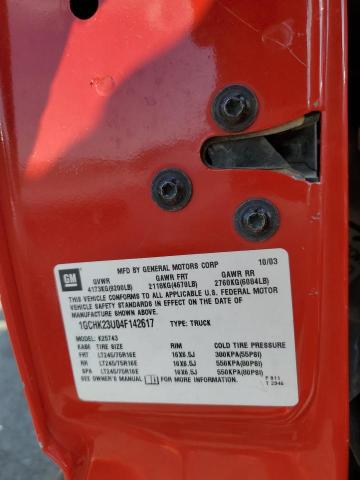 GM
MFD BY GENERAL MOTORS CORP 10/03
GVWR GAWR FRT GAWR RR
4173KG(9200LB) 2118KG(4670LB) 2760KG(6084LB)
THIS VEHICLE CONFORMS TO ALL APPLICABLE U.S. FEDERAL MOTOR
VEHICLE SAFETY STANDARDS IN EFFECT ON THE DATE OF
MANUFACTURE SHOWN ABOVE.
1GCHK23U04F142617 TYPE: TRUCK
MODEL: K25743
TIRE SIZE RIM COLD TIRE PRESSURE
FRT LT245/75R16E 16X6.5J 380KPA(55PSI)
RR LT245/75R16E 16X6.5J 550KPA(80PSI)
SPA LT245/75R16E 16X6.5J 550KPA(80PSI)
SEE OWNER'S MANUAL FOR MORE INFORMATION.